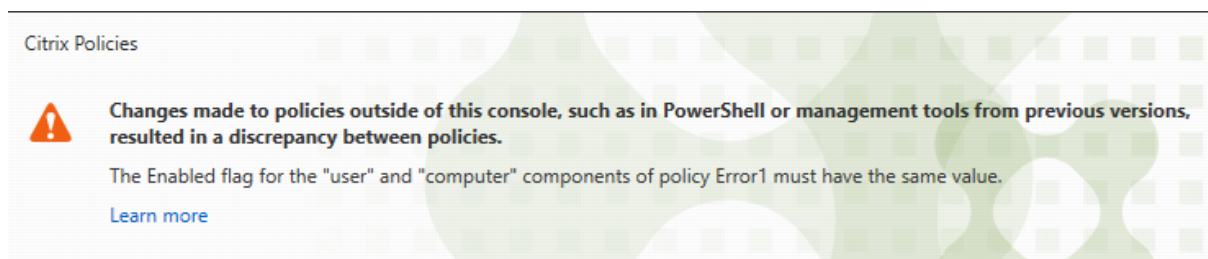 Citrix Policies
Changes made to policies outside of this console, such as in PowerShell or management tools from previous versions,
resulted in a discrepancy between policies.
The Enabled flag for the "user" and "computer" components of policy Error1 must have the same value.
Learn more